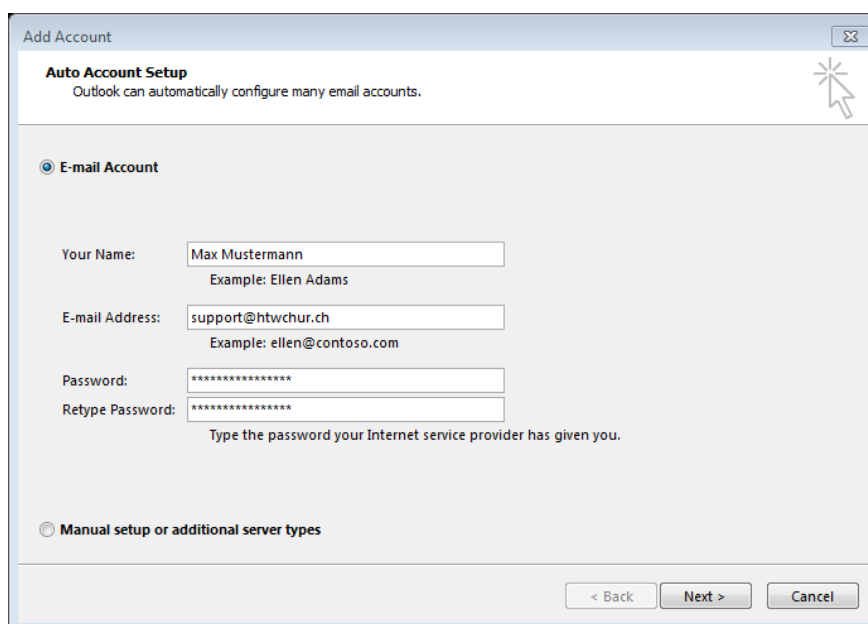 Add Account
Auto Account Setup
Outlook can automatically configure many email accounts.
E-mail Account
Your Name: Max Mustermann
Example: Ellen Adams
E-mail Address: support@htwchur.ch
Example: ellen@contoso.com
Password: ****************
Retype Password: ****************
Type the password your Internet service provider has given you.
Manual setup or additional server types
< Back Next > Cancel